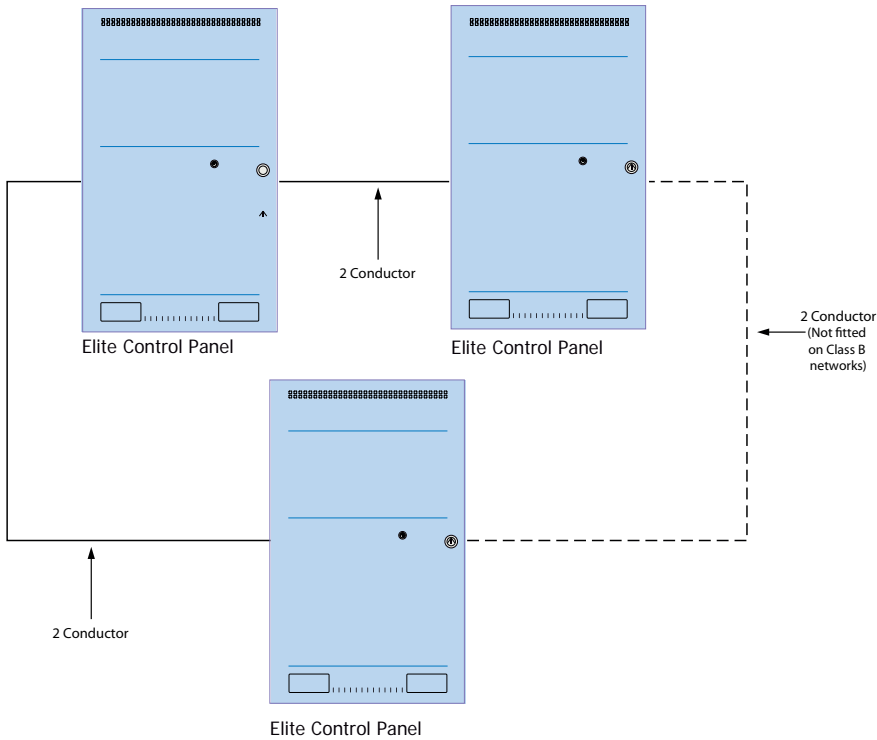 2 Conductor
Elite Control Panel
Elite Control Panel
2 Conductor
(Not fitted
on Class B
networks)
2 Conductor
Elite Control Panel